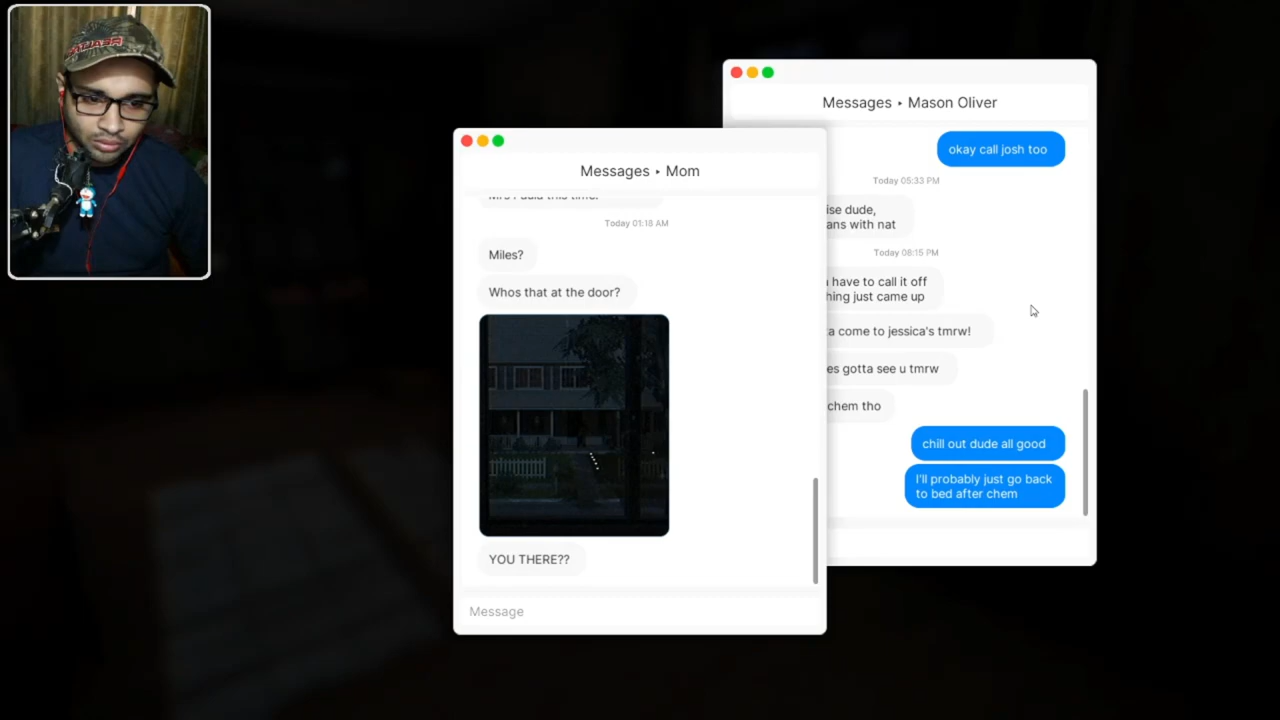 Messages ‣ Mason Oliver
okay call josh too
Today 05:33 PM
ise dude,
ans with nat
Today 08:15 PM
have to call it off
hing just came up
a come to jessica's tmrw!
es gotta see u tmrw
chem tho
chill out dude all good
I'll probably just go back
to bed after chem
Messages ‣ Mom
Today 01:18 AM
Miles?
Whos that at the door?
YOU THERE??
Message